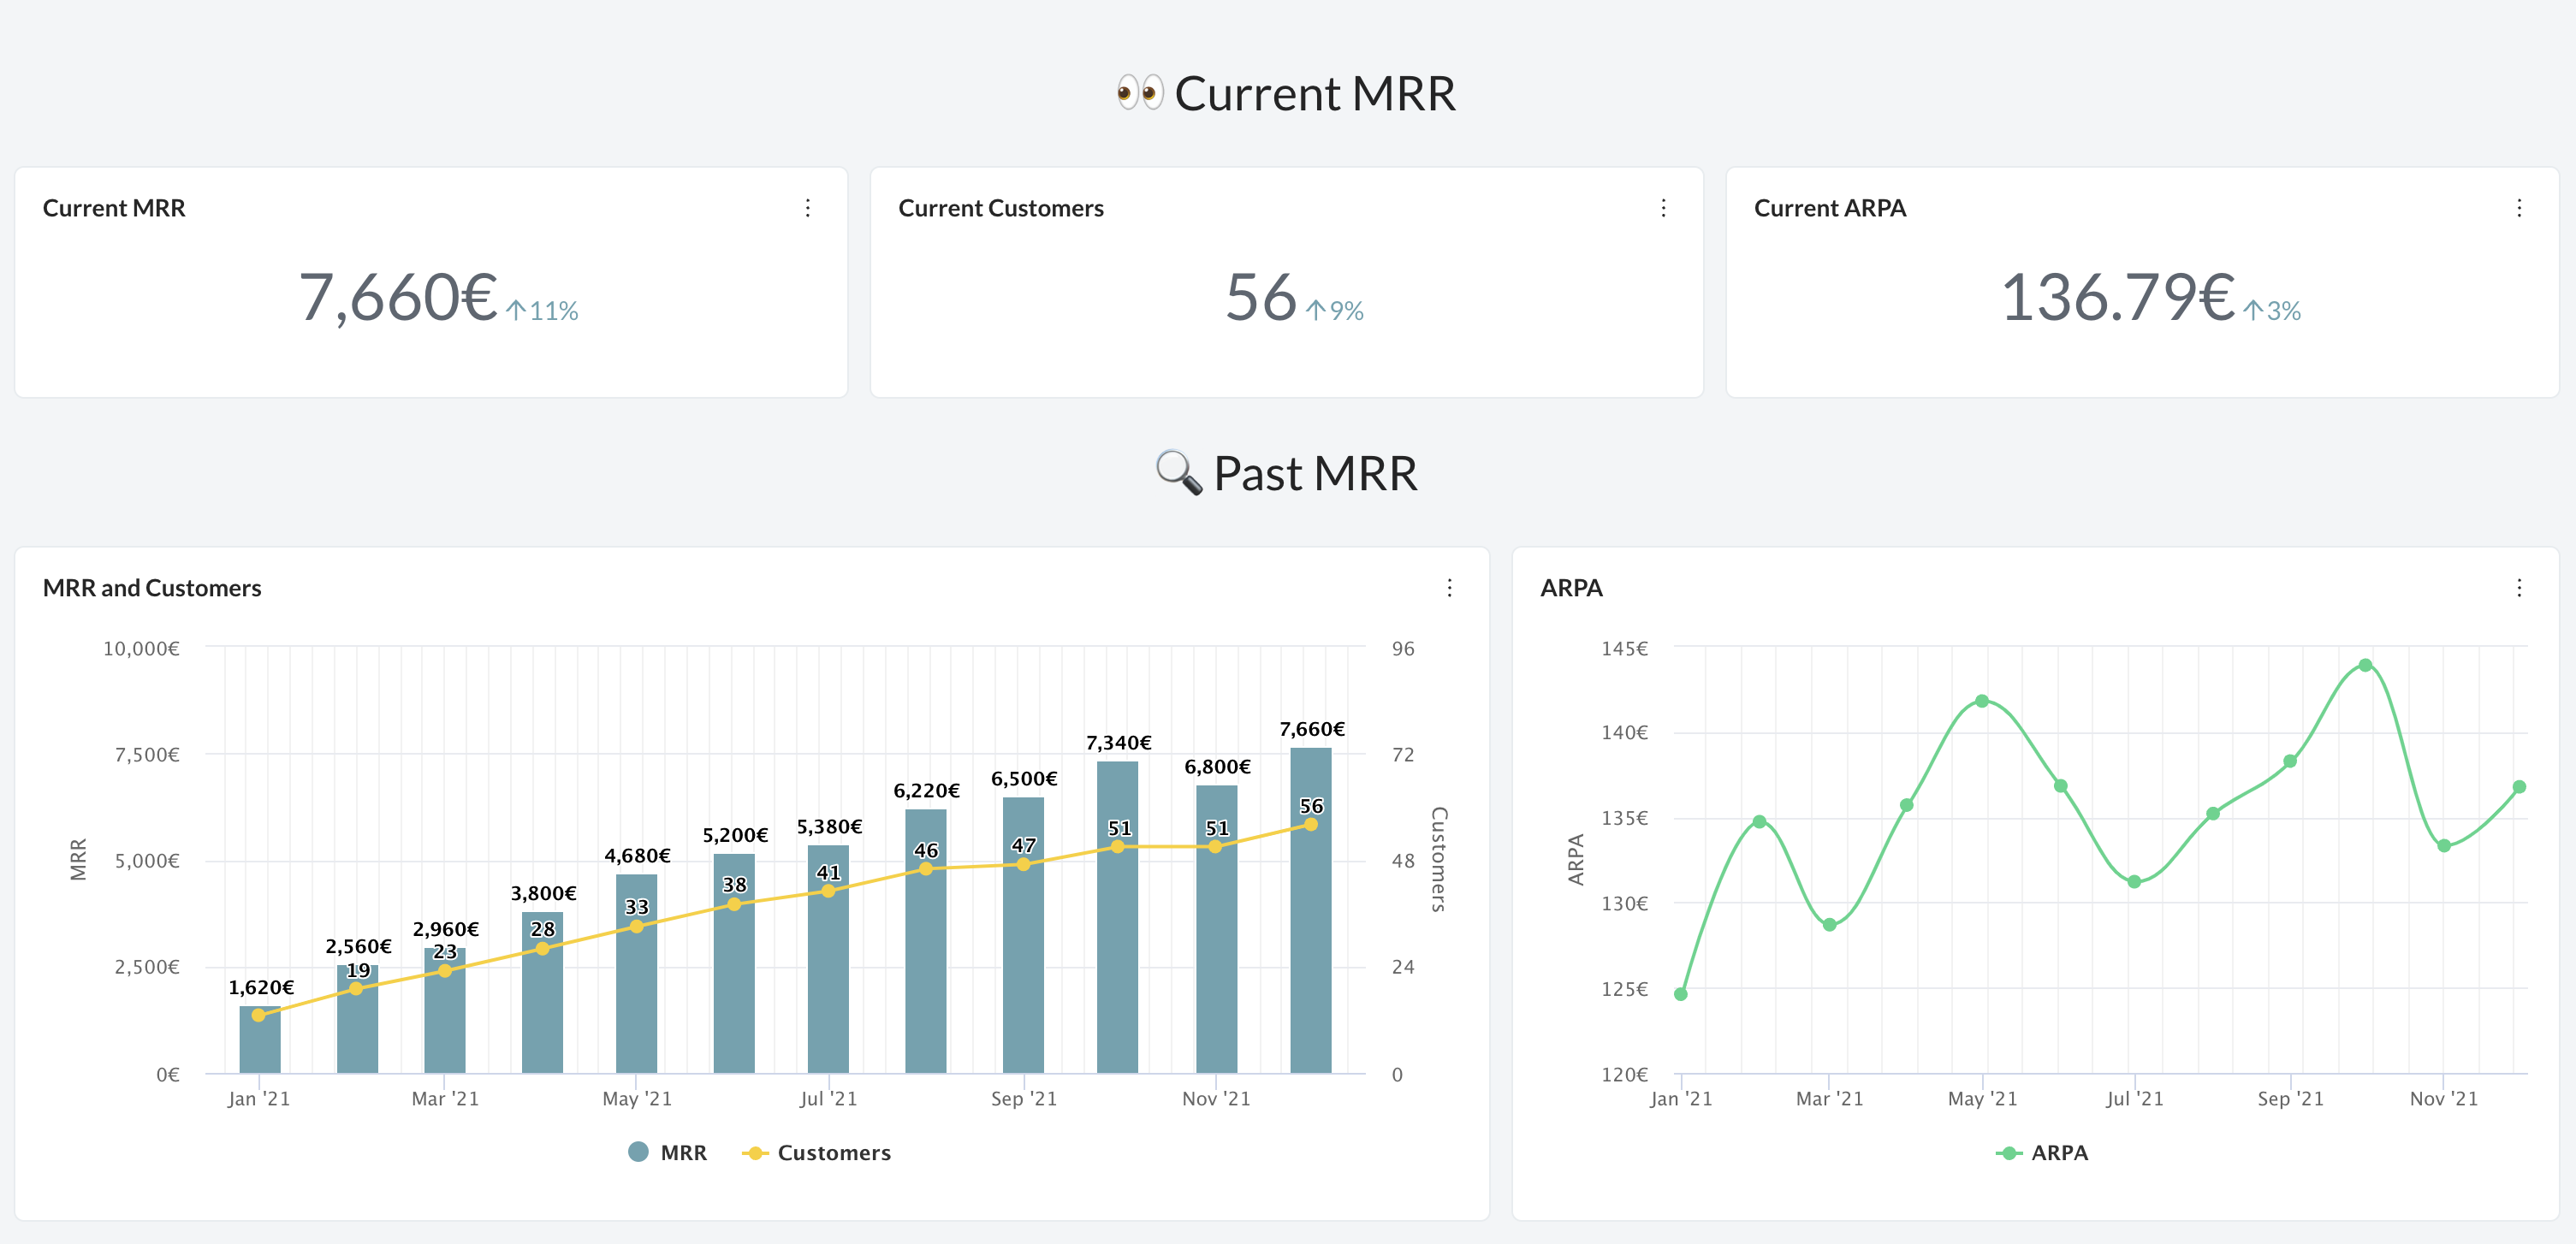 👀 Current MRR
Current MRR
7,660€ ↑11%
Current Customers
56 ↑9%
Current ARPA
136.79€ ↑3%
🔍 Past MRR
MRR and Customers
10,000€
7,500€
5,000€
2,500€
0€
MRR
1,620€
2,560€
2,960€
3,800€
4,680€
5,200€
5,380€
6,220€
6,500€
7,340€
6,800€
7,660€
19
23
28
33
38
41
46
47
51
51
56
96
72
48
24
0
Customers
Jan '21
Mar '21
May '21
Jul '21
Sep '21
Nov '21
MRR
Customers
ARPA
145€
140€
135€
130€
125€
120€
ARPA
Jan '21
Mar '21
May '21
Jul '21
Sep '21
Nov '21
ARPA